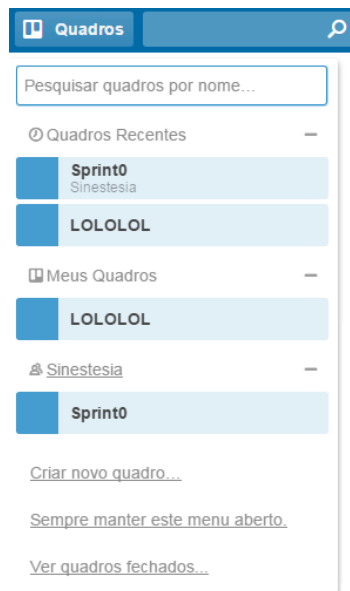 Quadros
Pesquisar quadros por nome...
Quadros Recentes
Sprint0
Sinestesia
LOLOLOL
Meus Quadros
LOLOLOL
Sinestesia
Sprint0
Criar novo quadro...
Sempre manter este menu aberto.
Ver quadros fechados...